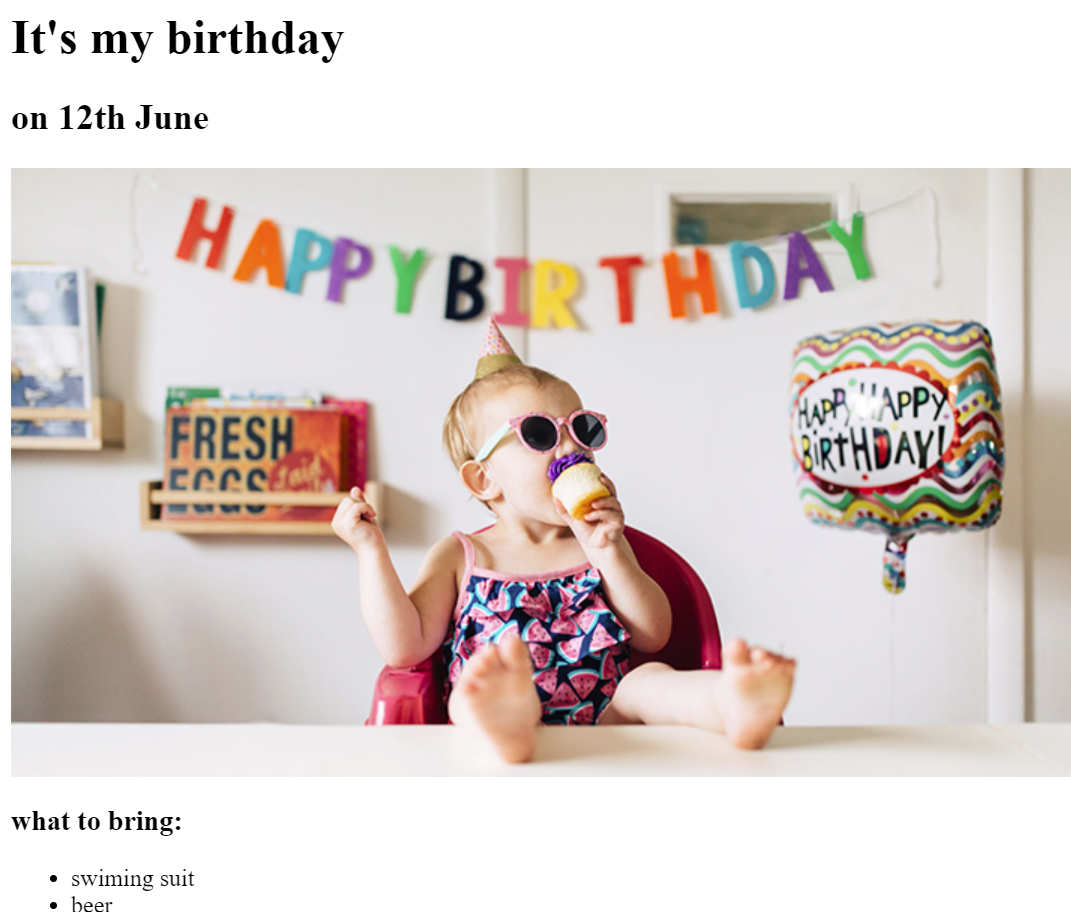 It's my birthday
on 12th June
HAPPY BIRTHDAY
HAPPY HAPPY
BIRTHDAY!
FRESH
EGGS
Laid
what to bring:
swiming suit
beer